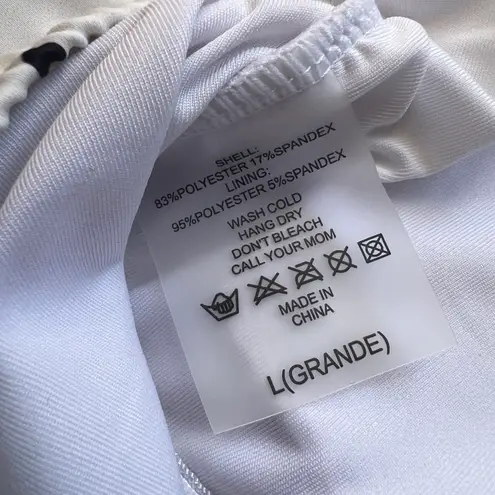 SHELL:
83%POLYESTER 17%SPANDEX
LINING:
95%POLYESTER 5%SPANDEX
WASH COLD
HANG DRY
DON'T BLEACH
CALL YOUR MOM
MADE IN
CHINA
L(GRANDE)